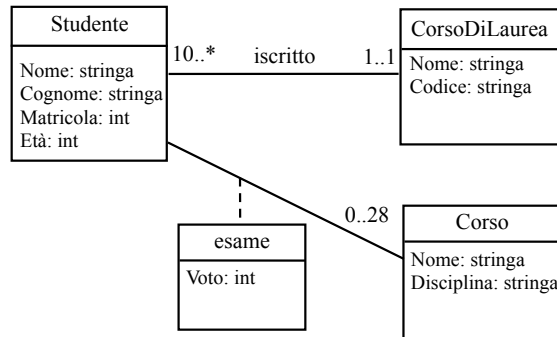 Studente
Nome: stringa
Cognome: stringa
Matricola: int
Età: int
10..*
iscritto
1..1
CorsoDiLaurea
Nome: stringa
Codice: stringa
esame
Voto: int
0..28
Corso
Nome: stringa
Disciplina: stringa